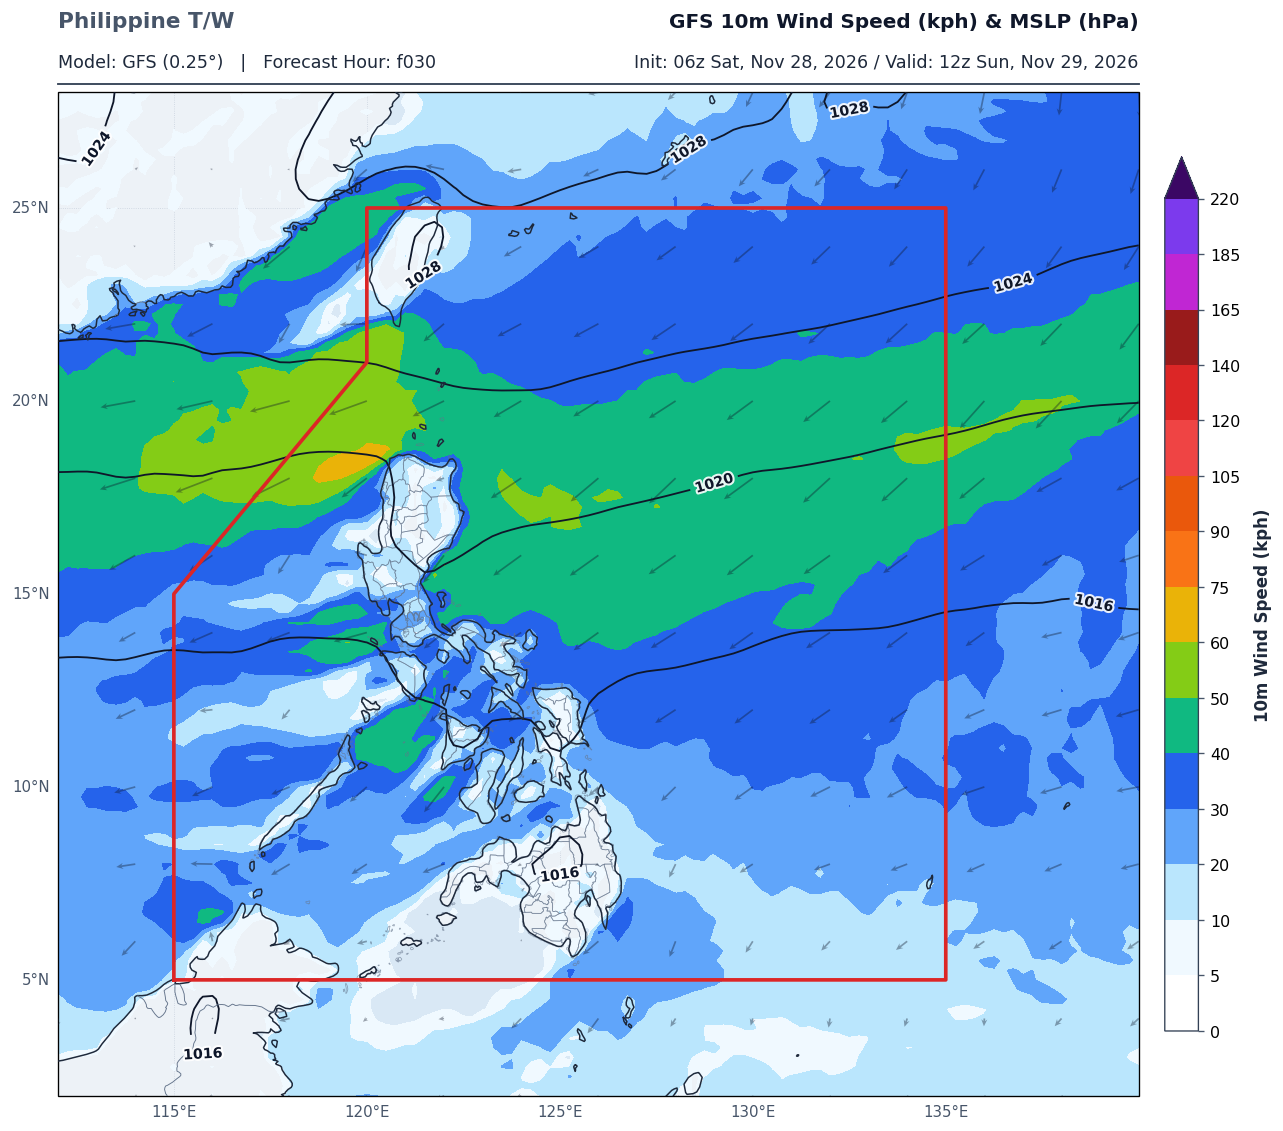 Philippine T/W
GFS 10m Wind Speed (kph) & MSLP (hPa)
Model: GFS (0.25°) | Forecast Hour: f030
Init: 06z Sat, Nov 28, 2026 / Valid: 12z Sun, Nov 29, 2026
1024
1028
1028
1028
1024
1020
1016
1016
1016
25°N
20°N
15°N
10°N
5°N
115°E
120°E
125°E
130°E
135°E
220
185
165
140
120
105
90
75
60
50
40
30
20
10
5
0
10m Wind Speed (kph)